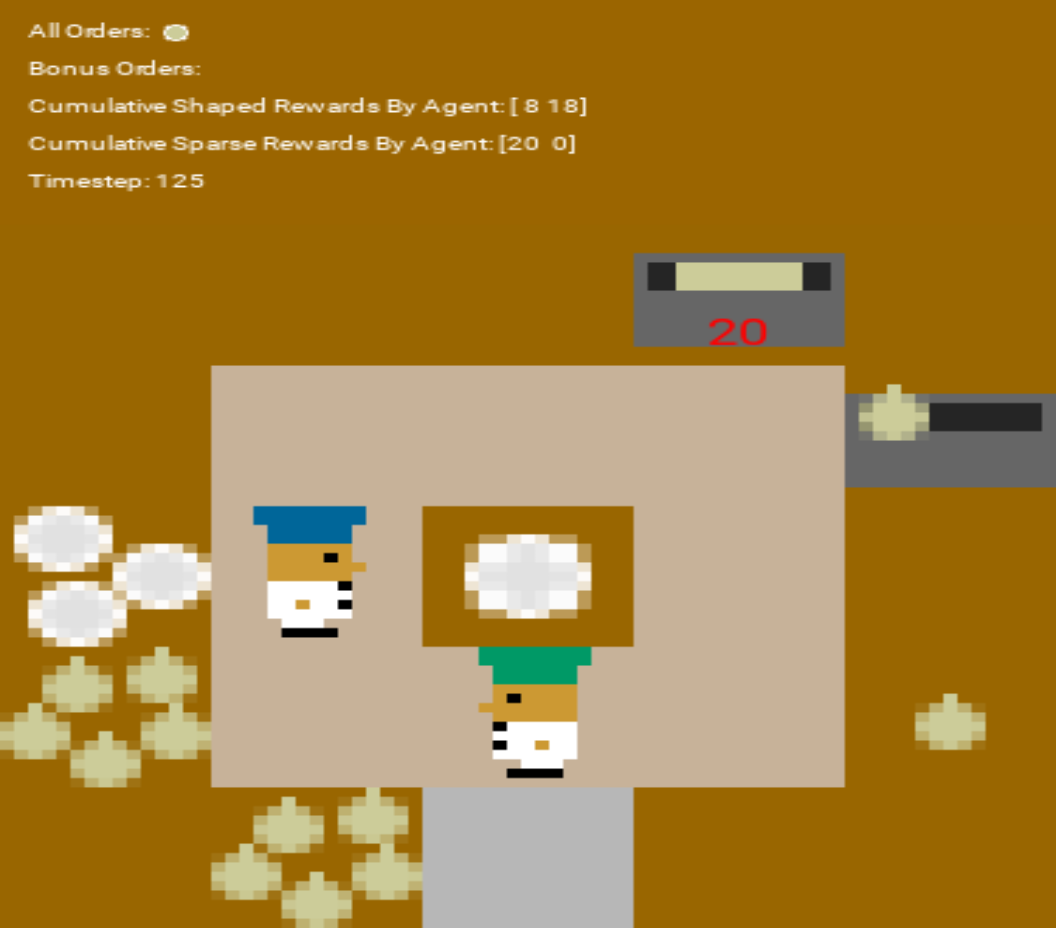 All Orders:
Bonus Orders:
Cumulative Shaped Rewards By Agent: [ 8 18]
Cumulative Sparse Rewards By Agent: [20  0]
Timestep: 125
20